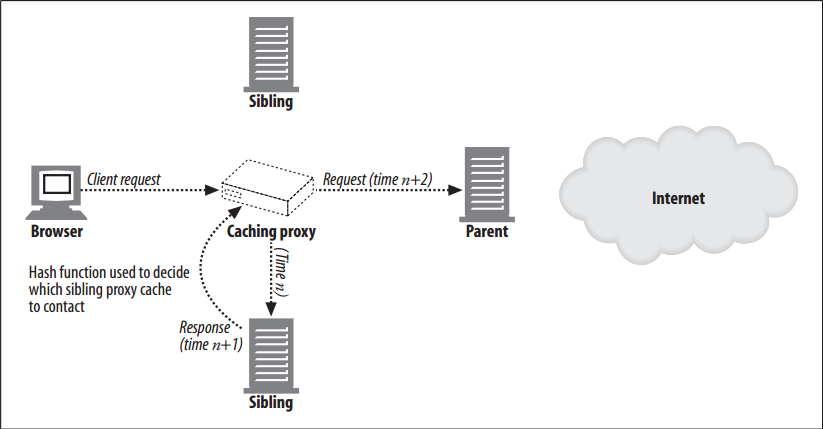 Sibling
Client request
Request (time n+2)
Internet
Browser
Caching proxy
Parent
(Time n)
Hash function used to decide
which sibling proxy cache
to contact
Response
(time n+1)
Sibling